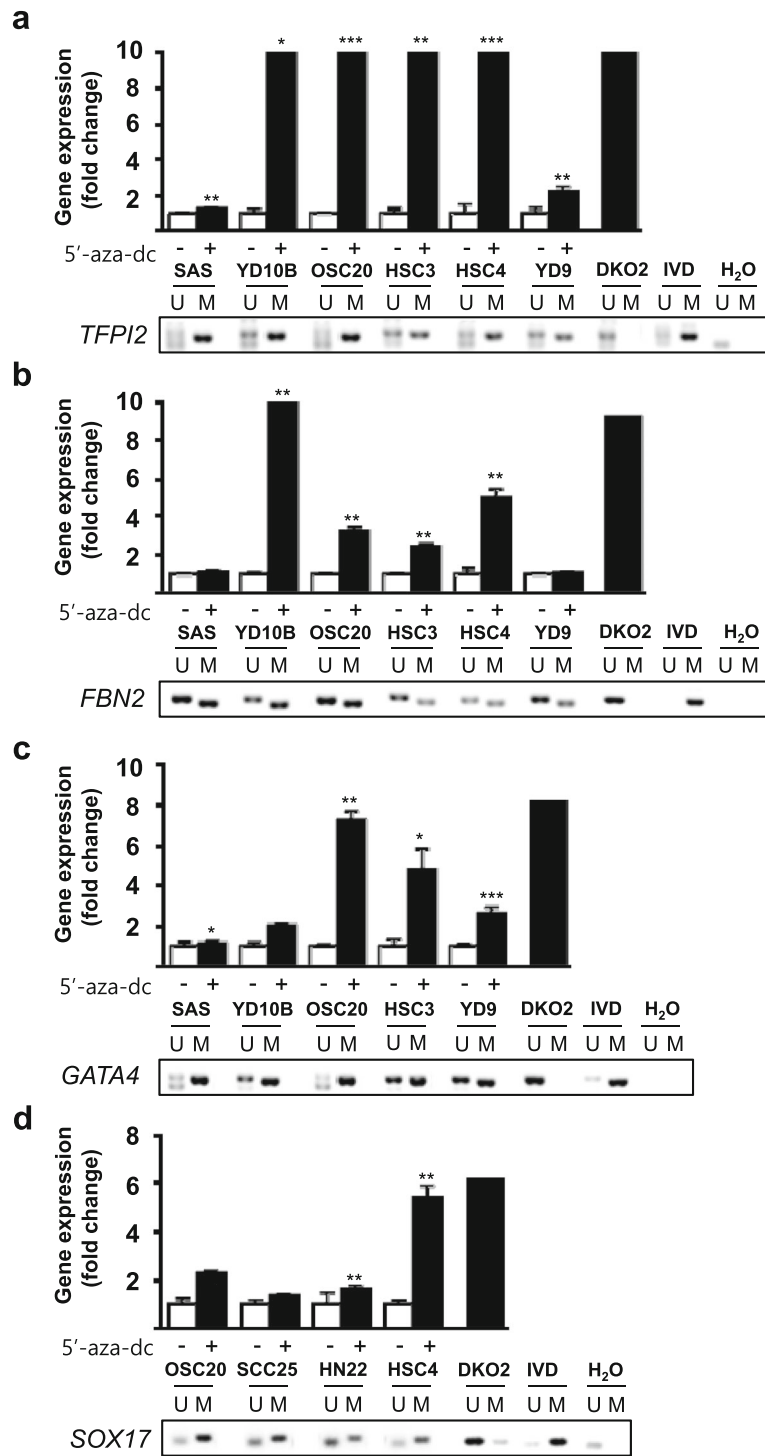 a
Gene expression
(fold change)
10
8
6
4
2
* *** ** ***
** **
5’-aza-dc - + - + - + - + - + - +
SAS YD10B OSC20 HSC3 HSC4 YD9 DKO2 IVD H2O
U M U M U M U M U M U M U M U M U M
TFPI2
b
Gene expression
(fold change)
10
8
6
4
2
**
** ** **
5’-aza-dc - + - + - + - + - + - +
SAS YD10B OSC20 HSC3 HSC4 YD9 DKO2 IVD H2O
U M U M U M U M U M U M U M U M U M
FBN2
c
Gene expression
(fold change)
10
8
6
4
2
* ** * ***
5’-aza-dc - + - + - + - + - +
SAS YD10B OSC20 HSC3 YD9 DKO2 IVD H2O
U M U M U M U M U M U M U M U M
GATA4
d
Gene expression
(fold change)
8
6
4
2
** **
5’-aza-dc - + - + - + - +
OSC20 SCC25 HN22 HSC4 DKO2 IVD H2O
U M U M U M U M U M U M U M
SOX17